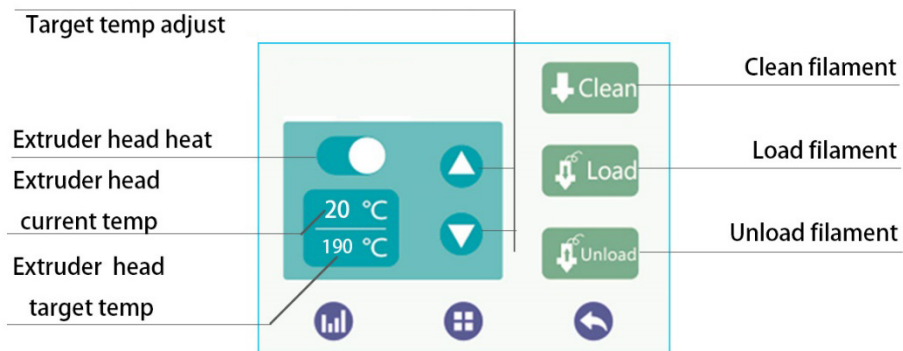 Target temp adjust
Extruder head heat
Extruder head
current temp
Extruder head
target temp
20 °C
190 °C
Clean
Load
Unload
Clean filament
Load filament
Unload filament